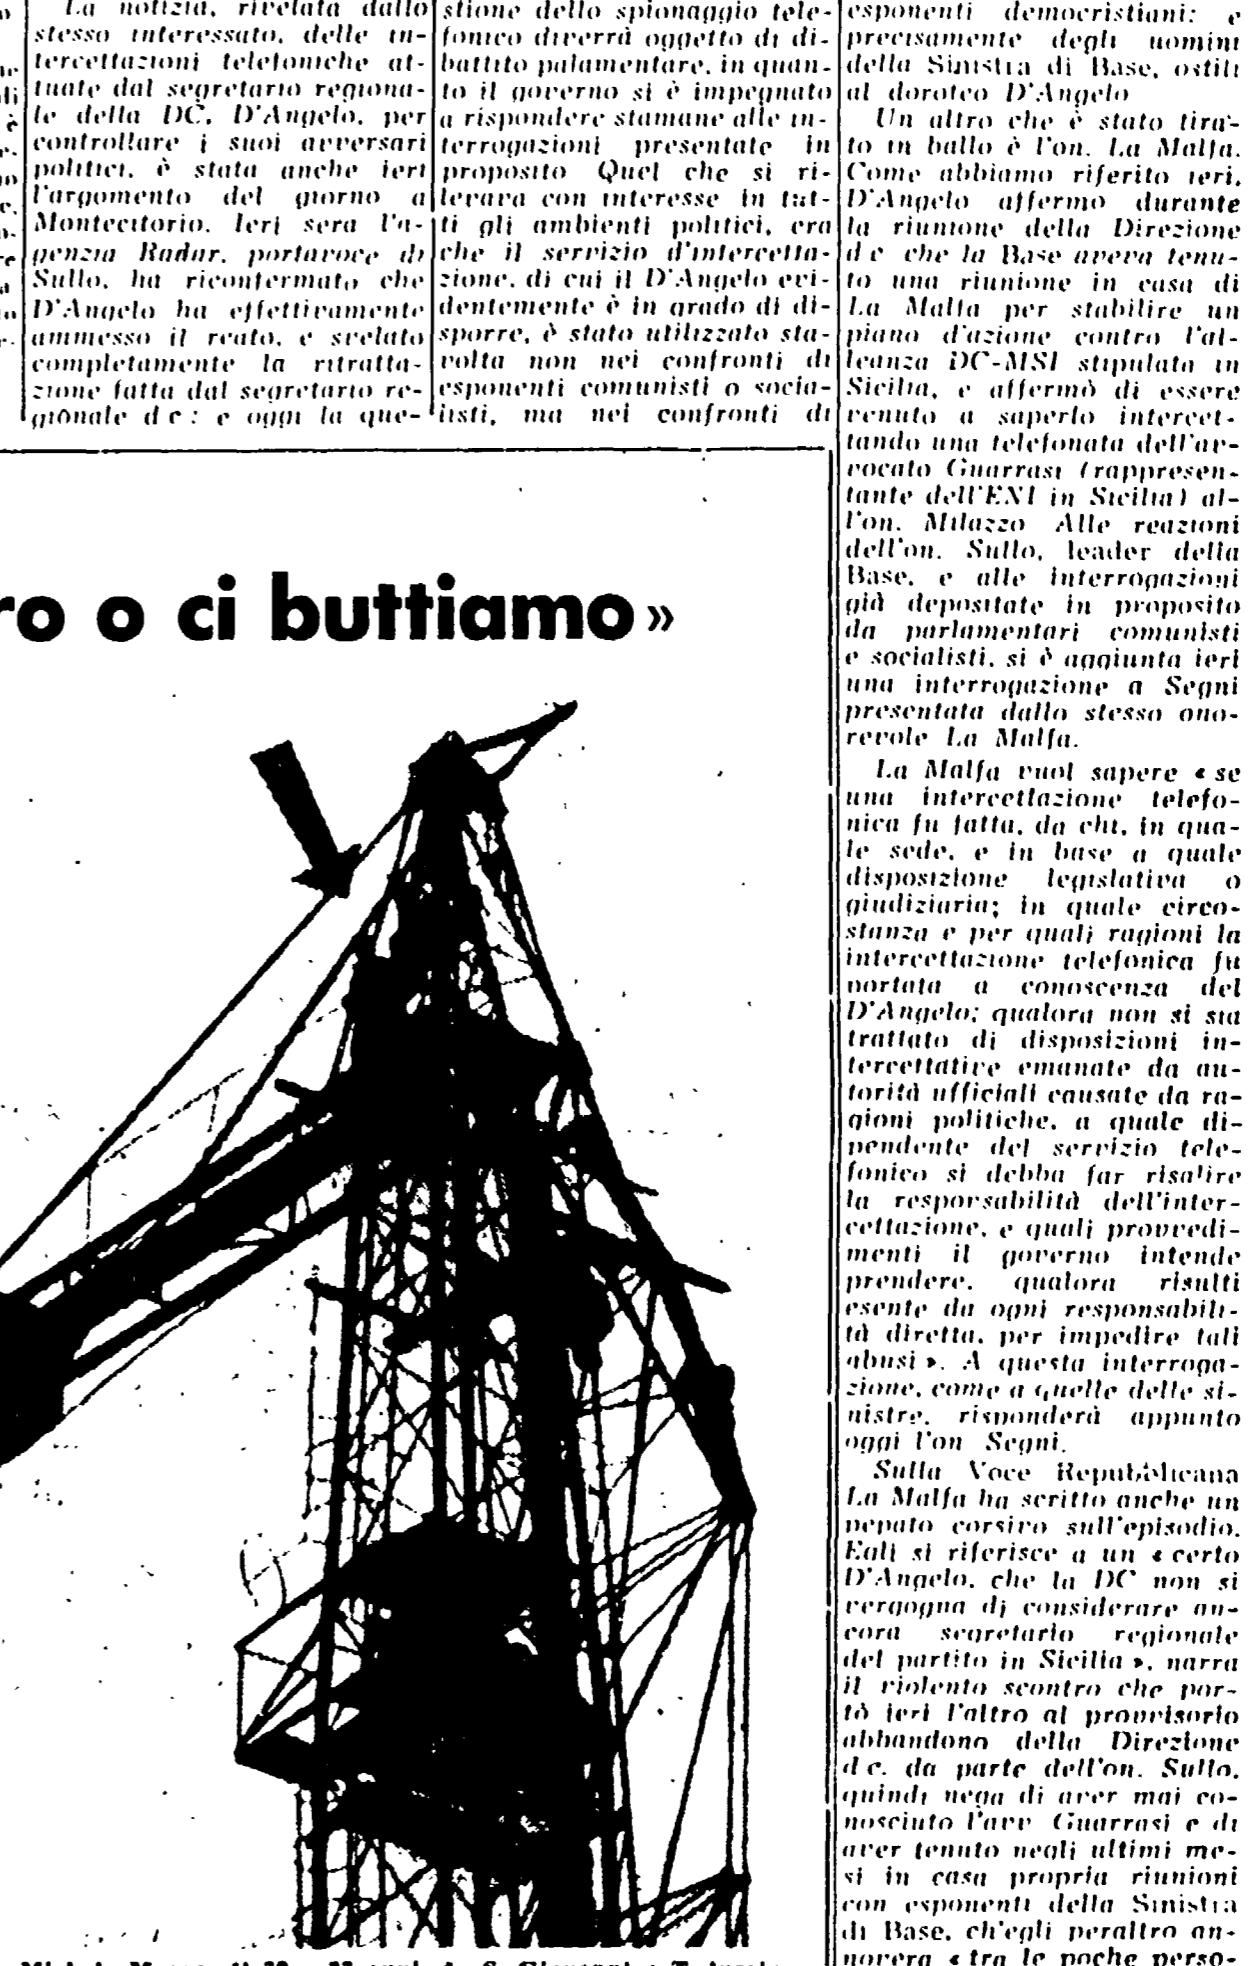 La notizia, rivelata dallo
stesso interessato, delle in-
tercettazioni telefoniche at-
tuate dal segretario regiona-
le della DC, D'Angelo, per
controllare i suoi avversari
politici, è stata anche ieri
l'argomento del giorno a
Montecitorio. Ieri sera l'a-
genzia Radar, portavoce di
Sullo, ha riconfermato che
D'Angelo ha effettivamente
ammesso il reato, e svelato
completamente la ritratta-
zione fatta dal segretario re-
gionale d c : e oggi la que-
stione dello spionaggio tele-
fonico diverrà oggetto di di-
battito palamentare, in quan-
to il governo si è impegnato
a rispondere stamane alle in-
terrogazioni presentate in
proposito Quel che si ri-
levava con interesse in tut-
ti gli ambienti politici, era
che il servizio d'intercetta-
zione, di cui il D'Angelo evi-
dentemente è in grado di di-
sporre, è stato utilizzato sta-
volta non nei confronti di
esponenti comunisti o socia-
listi, ma nei confronti di
esponenti democristiani: e
precisamente degli uomini
della Sinistra di Base, ostili
al doroteo D'Angelo
Un altro che è stato tira-
to in ballo è l'on. La Malfa.
Come abbiamo riferito ieri,
D'Angelo affermo durante
la riunione della Direzione
d c che la Base aveva tenu-
to una riunione in casa di
La Malfa per stabilire un
piano d'azione contro l'al-
leanza DC-MSI stipulata in
Sicilia, e affermò di essere
venuto a saperlo intercet-
tando una telefonata dell'av-
vocato Guarrasi (rappresen-
tante dell'ENI in Sicilia) al-
l'on. Milazzo Alle reazioni
dell'on. Sullo, leader della
Base, e alle interrogazioni
già depositate in proposito
da parlamentari comunisti
e socialisti, si è aggiunta ieri
una interrogazione a Segni
presentata dallo stesso ono-
revole La Malfa.
La Malfa vuol sapere « se
una intercettazione telefo-
nica fu fatta, da chi, in qua-
le sede, e in base a quale
disposizione legislativa o
giudiziaria; in quale circo-
stanza e per quali ragioni la
intercettazione telefonica fu
portata a conoscenza del
D'Angelo; qualora non si sia
trattato di disposizioni in-
tercettative emanate da au-
torità ufficiali causate da ra-
gioni politiche, a quale di-
pendente del servizio tele-
fonico si debba far risalire
la responsabilità dell'inter-
cettazione, e quali provvedi-
menti il governo intende
prendere, qualora risulti
esente da ogni responsabili-
tà diretta, per impedire tali
abusi ». A questa interroga-
zione, come a quelle delle si-
nistre, risponderà appunto
oggi l'on Segni.
Sulla Voce Repubblicana
La Malfa ha scritto anche un
pepato corsivo sull'episodio.
Egli si riferisce a un « certo
D'Angelo, che la DC non si
vergogna di considerare an-
cora segretario regionale
del partito in Sicilia », narra
il violento scontro che por-
tò ieri l'altro al provvisorio
abbandono della Direzione
d c. da parte dell'on. Sullo,
quindi nega di aver mai co-
nosciuto l'avv Guarrasi e di
aver tenuto negli ultimi me-
si in casa propria riunioni
con esponenti della Sinistra
di Base, ch'egli peraltro an-
novera « tra le poche perso-
ro o ci buttiamo »